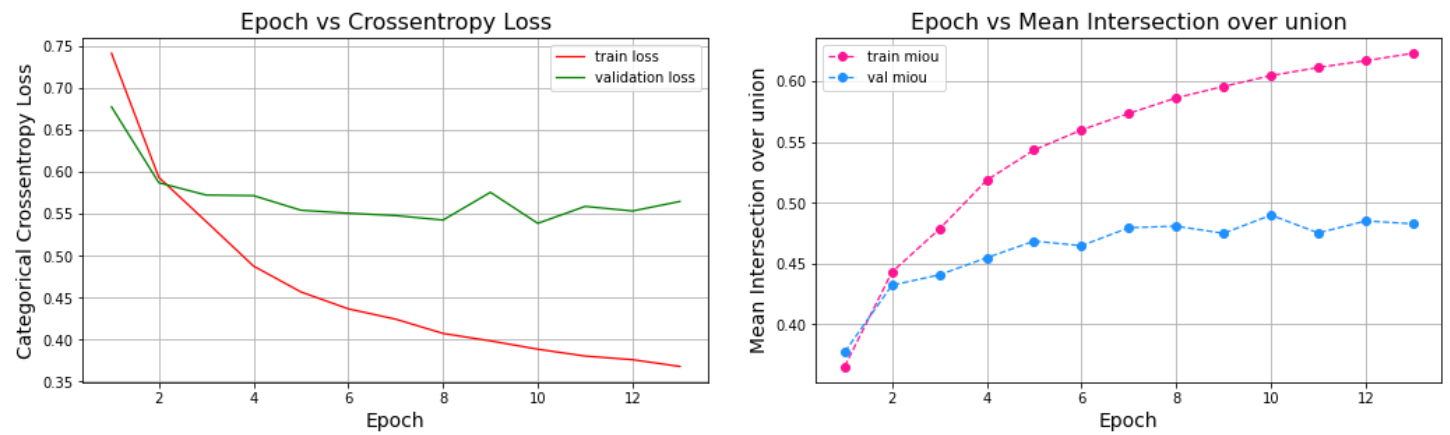 Epoch vs Crossentropy Loss
Categorical Crossentropy Loss
0.75
0.70
0.65
0.60
0.55
0.50
0.45
0.40
0.35
train loss
validation loss
2 4 6 8 10 12
Epoch
Epoch vs Mean Intersection over union
Mean Intersection over union
0.60
0.55
0.50
0.45
0.40
train miou
val miou
2 4 6 8 10 12
Epoch